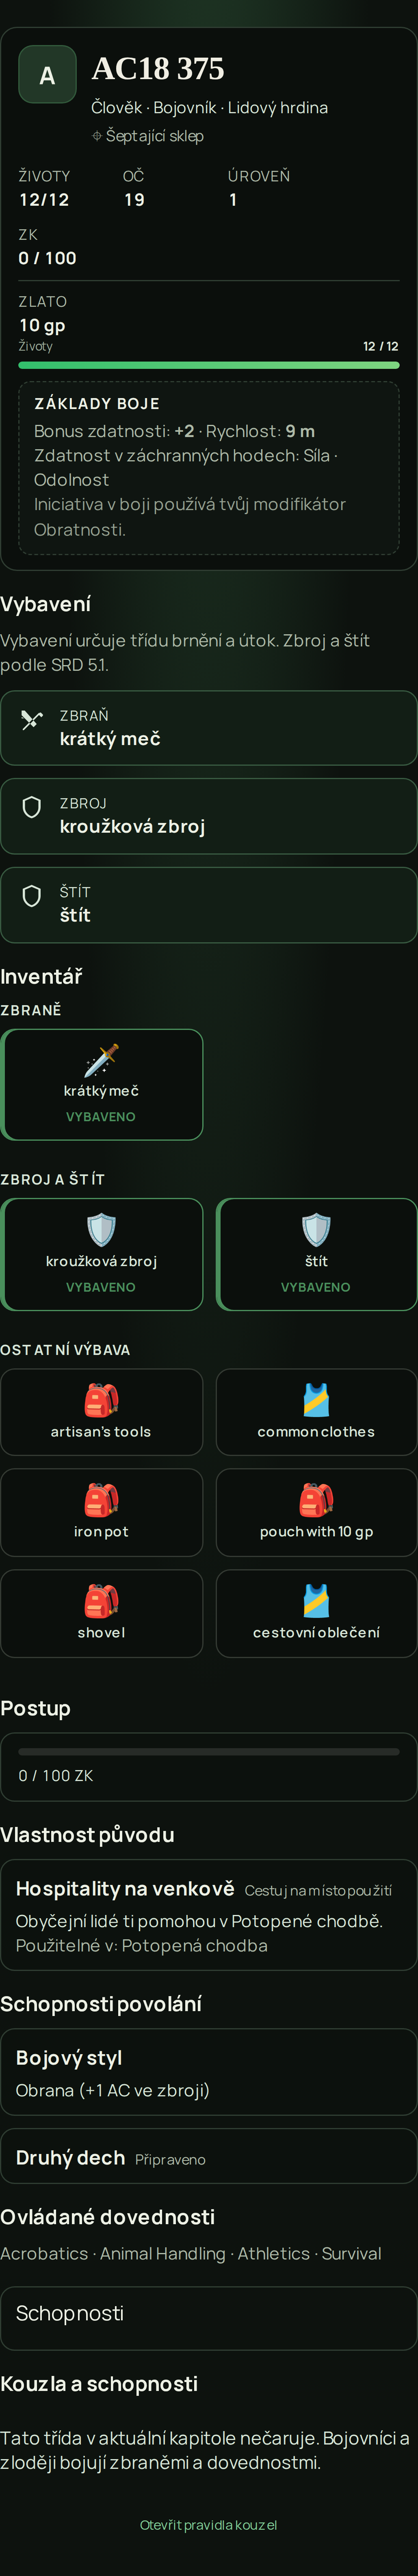 A
AC18 375
Člověk · Bojovník · Lidový hrdina
⌖ Šeptající sklep
ŽIVOTY
OČ
ÚROVEŇ
12/12
19
1
ZK
0 / 100
ZLATO
10 gp
Životy
12 / 12
ZÁKLADY BOJE
Bonus zdatnosti: +2 · Rychlost: 9 m
Zdatnost v záchranných hodech: Síla ·
Odolnost
Iniciativa v boji používá tvůj modifikátor
Obratnosti.
Vybavení
Vybavení určuje třídu brnění a útok. Zbroj a štít
podle SRD 5.1.
ZBRAŇ
krátký meč
ZBROJ
kroužková zbroj
ŠTÍT
štít
Inventář
ZBRANĚ
krátký meč
VYBAVENO
ZBROJ A ŠTÍT
kroužková zbroj
štít
VYBAVENO
VYBAVENO
OSTATNÍ VÝBAVA
artisan's tools
common clothes
iron pot
pouch with 10 gp
shovel
cestovní oblečení
Postup
0 / 100 ZK
Vlastnost původu
Hospitality na venkově Cestuj na místo použití
Obyčejní lidé ti pomohou v Potopené chodbě.
Použitelné v: Potopená chodba
Schopnosti povolání
Bojový styl
Obrana (+1 AC ve zbroji)
Druhý dech Připraveno
Ovládané dovednosti
Acrobatics · Animal Handling · Athletics · Survival
Schopnosti
Kouzla a schopnosti
Tato třída v aktuální kapitole nečaruje. Bojovníci a
zloději bojují zbraněmi a dovednostmi.
Otevřít pravidla kouzel